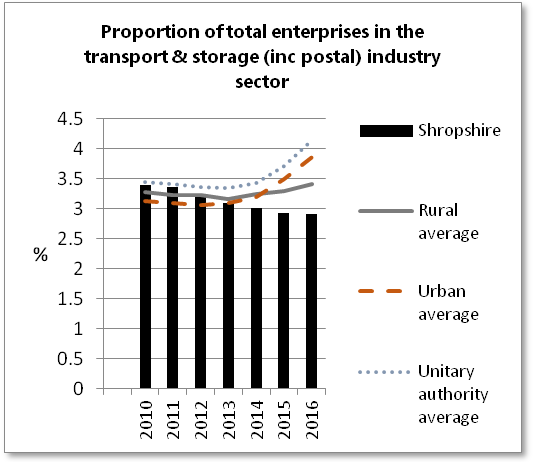 Proportion of total enterprises in the
transport & storage (inc postal) industry
sector
4.5
4
3.5
3
2.5
2
1.5
1
0.5
0
%
2010
2011
2012
2013
2014
2015
2016
Shropshire
Rural
average
Urban
average
Unitary
authority
average